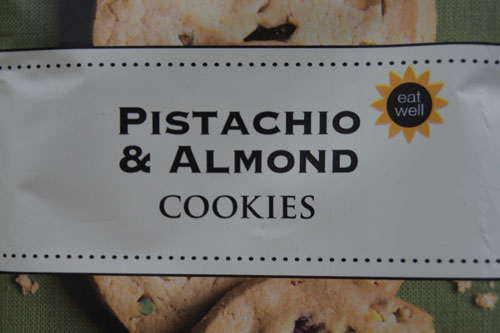 PISTACHIO
& ALMOND
COOKIES
eat
well